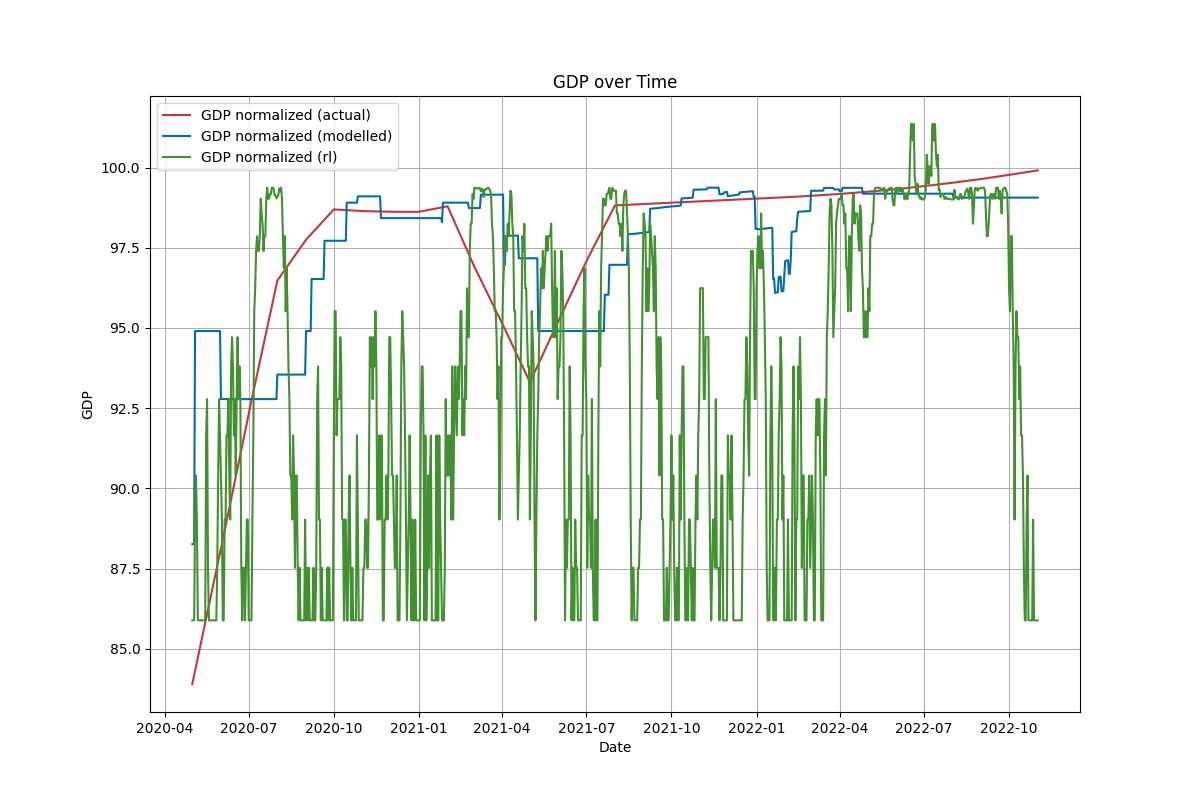 GDP over Time
GDP normalized (actual)
GDP normalized (modelled)
GDP normalized (rl)
100.0
97.5
95.0
92.5
90.0
87.5
85.0
GDP
2020-04 2020-07 2020-10 2021-01 2021-04 2021-07 2021-10 2022-01 2022-04 2022-07 2022-10
Date